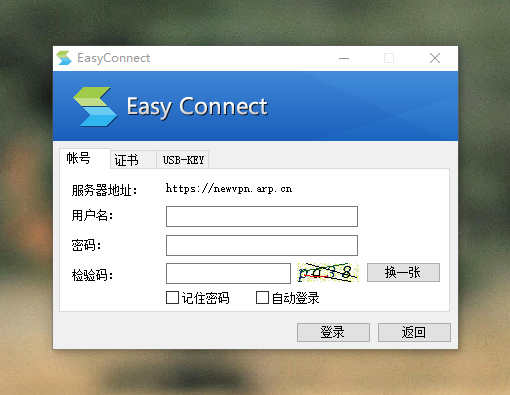 EasyConnect
Easy Connect
帐号 证书 USB-KEY
服务器地址: https://newvpn.arp.cn
用户名:
密码:
检验码: 换一张
记住密码 自动登录
登录 返回